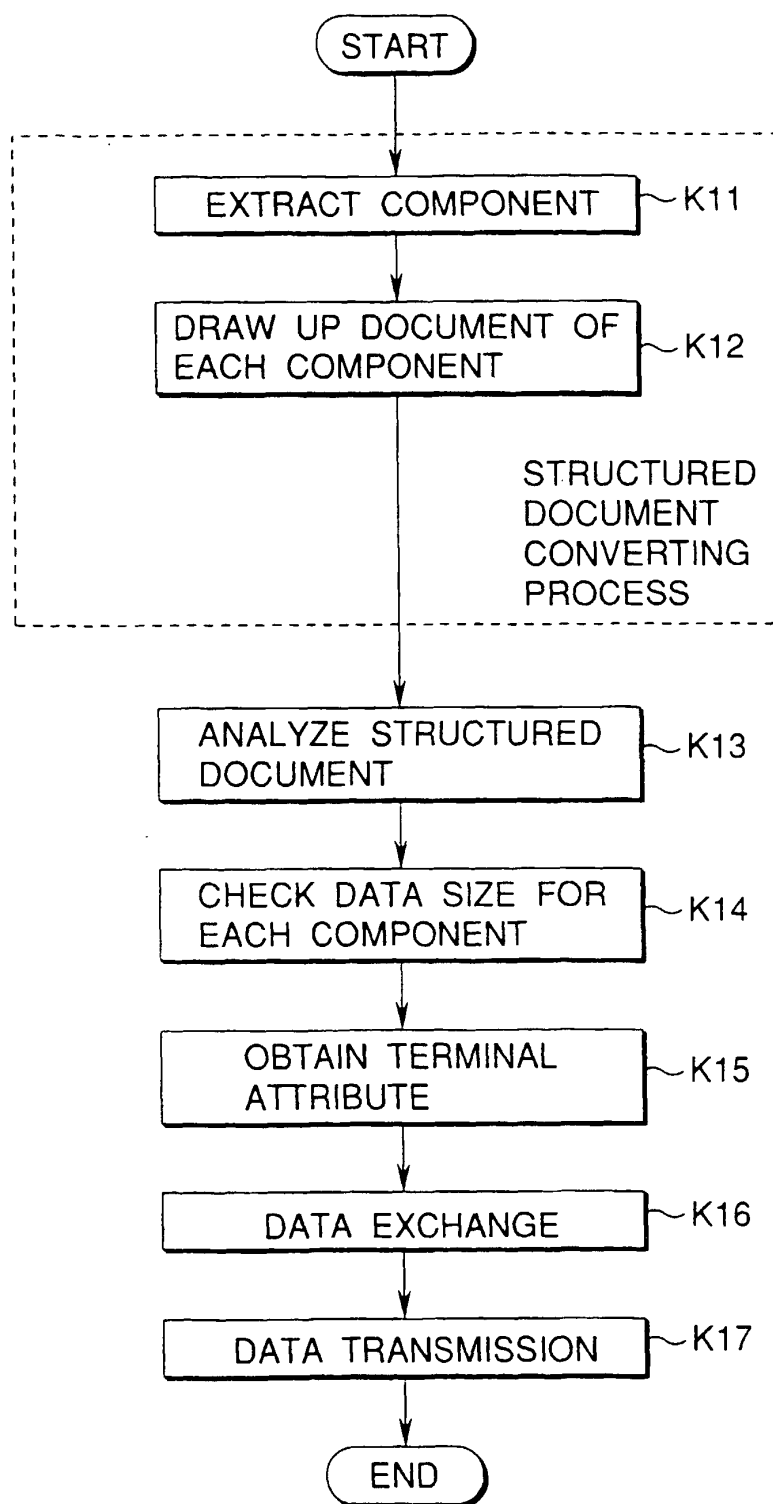 START
EXTRACT COMPONENT
K11
DRAW UP DOCUMENT OF
EACH COMPONENT
K12
STRUCTURED
DOCUMENT
CONVERTING
PROCESS
ANALYZE STRUCTURED
DOCUMENT
K13
CHECK DATA SIZE FOR
EACH COMPONENT
K14
OBTAIN TERMINAL
ATTRIBUTE
K15
DATA EXCHANGE
K16
DATA TRANSMISSION
K17
END